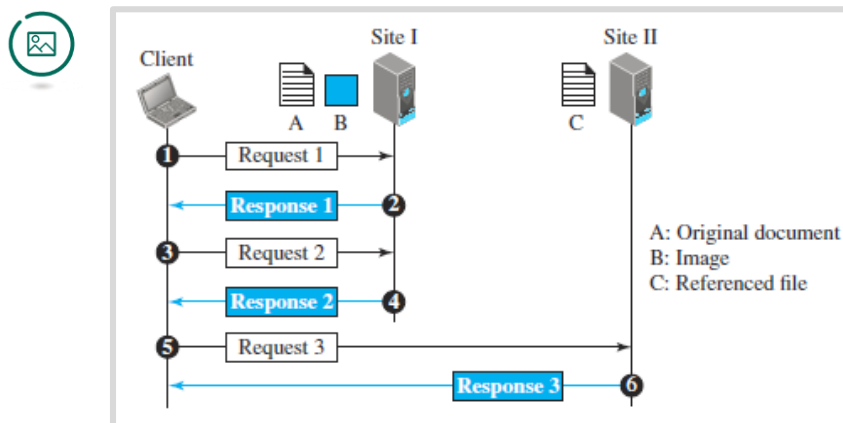 Site I
Site II
Client
A
B
C
1
Request 1
Response 1
2
3
Request 2
Response 2
4
5
Request 3
Response 3
6
A: Original document
B: Image
C: Referenced file